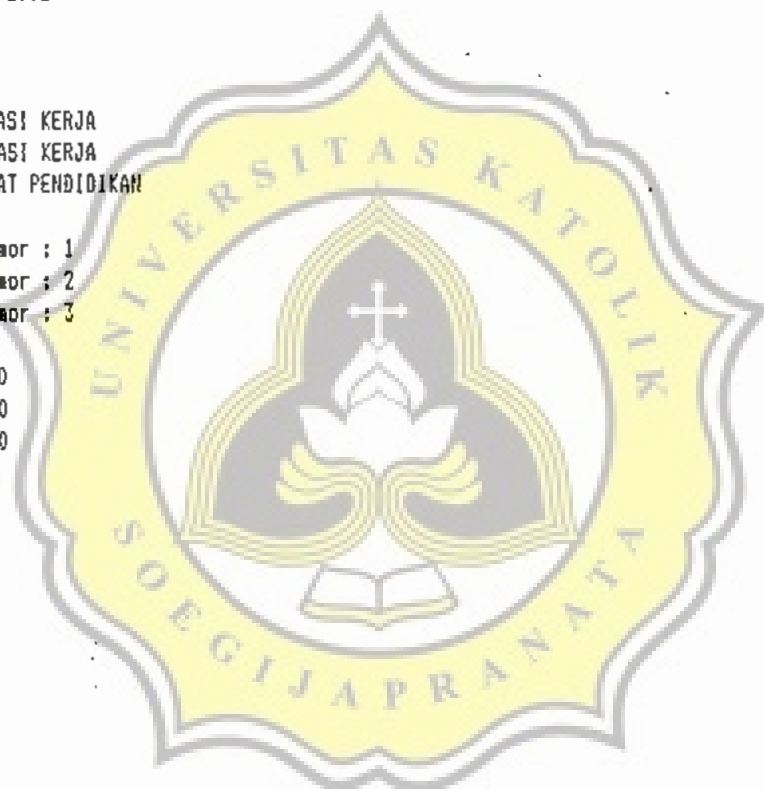 ASI KERJA
ASI KERJA
AT PENDIDIKAN
mor : 1
mor : 2
mor : 3
0
0
0
UNIVERSITAS KATOLIK
SOEGIJAPRANATA